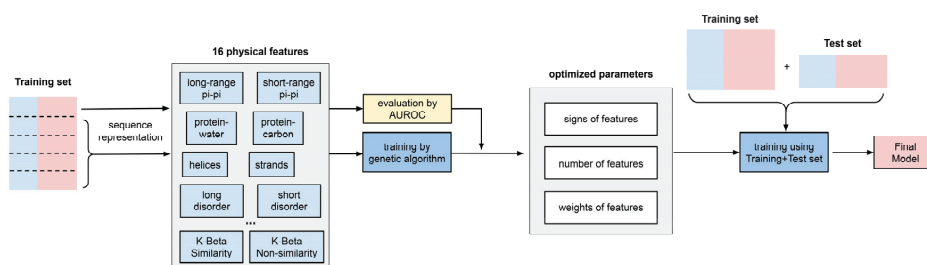 Training set
sequence
representation
16 physical features
long-range
pi-pi
short-range
pi-pi
protein-
water
protein-
carbon
helices
strands
long
disorder
short
disorder
...
K-Beta
Similarity
K-Beta
Non-similarity
evaluation by
AUROC
training by
genetic algorithm
optimized parameters
signs of features
number of features
weights of features
Training set
+
Test set
training using
Training+Test set
Final
Model